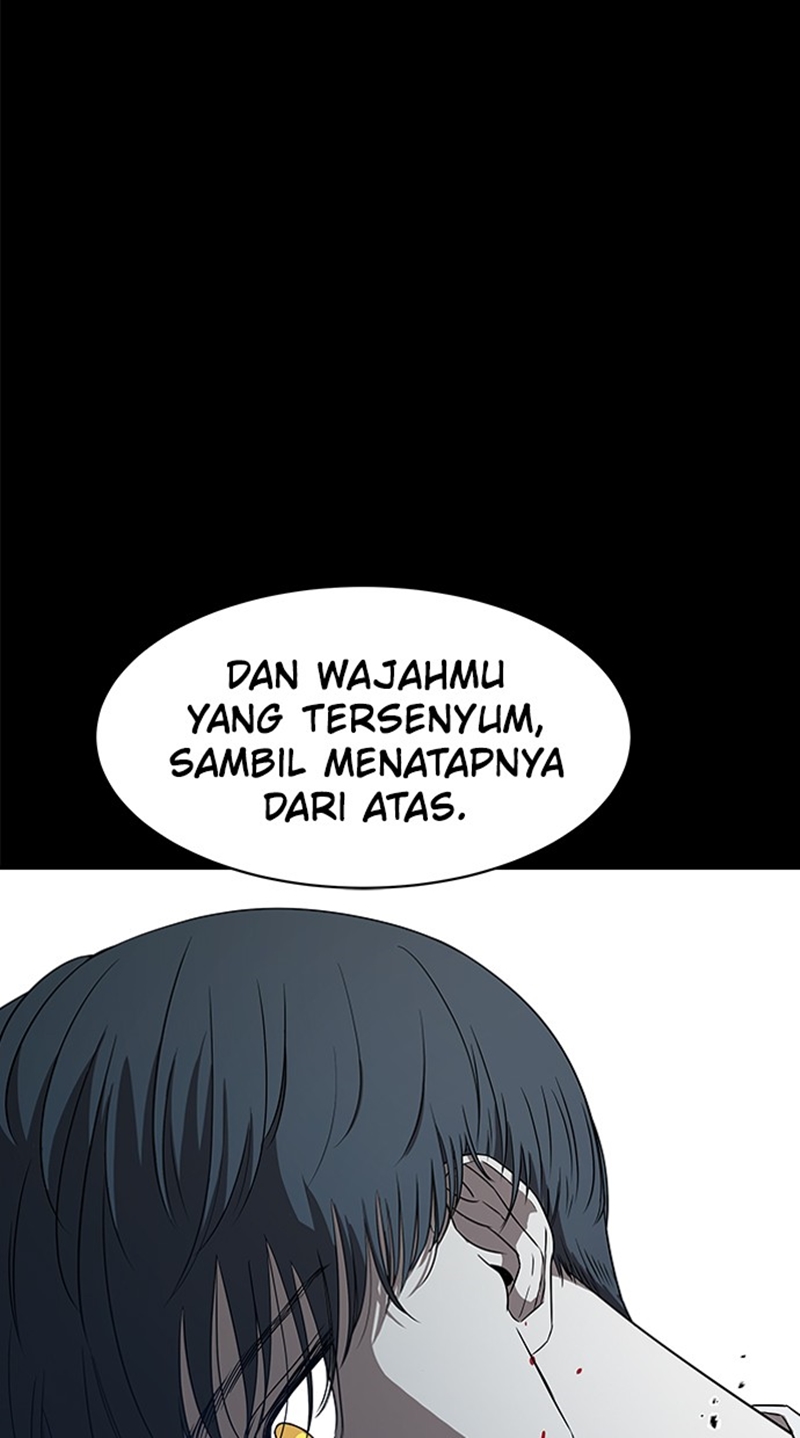 DAN WAJAHMU
YANG TERSENYUM,
SAMBIL MENATAPNYA
DARI ATAS.